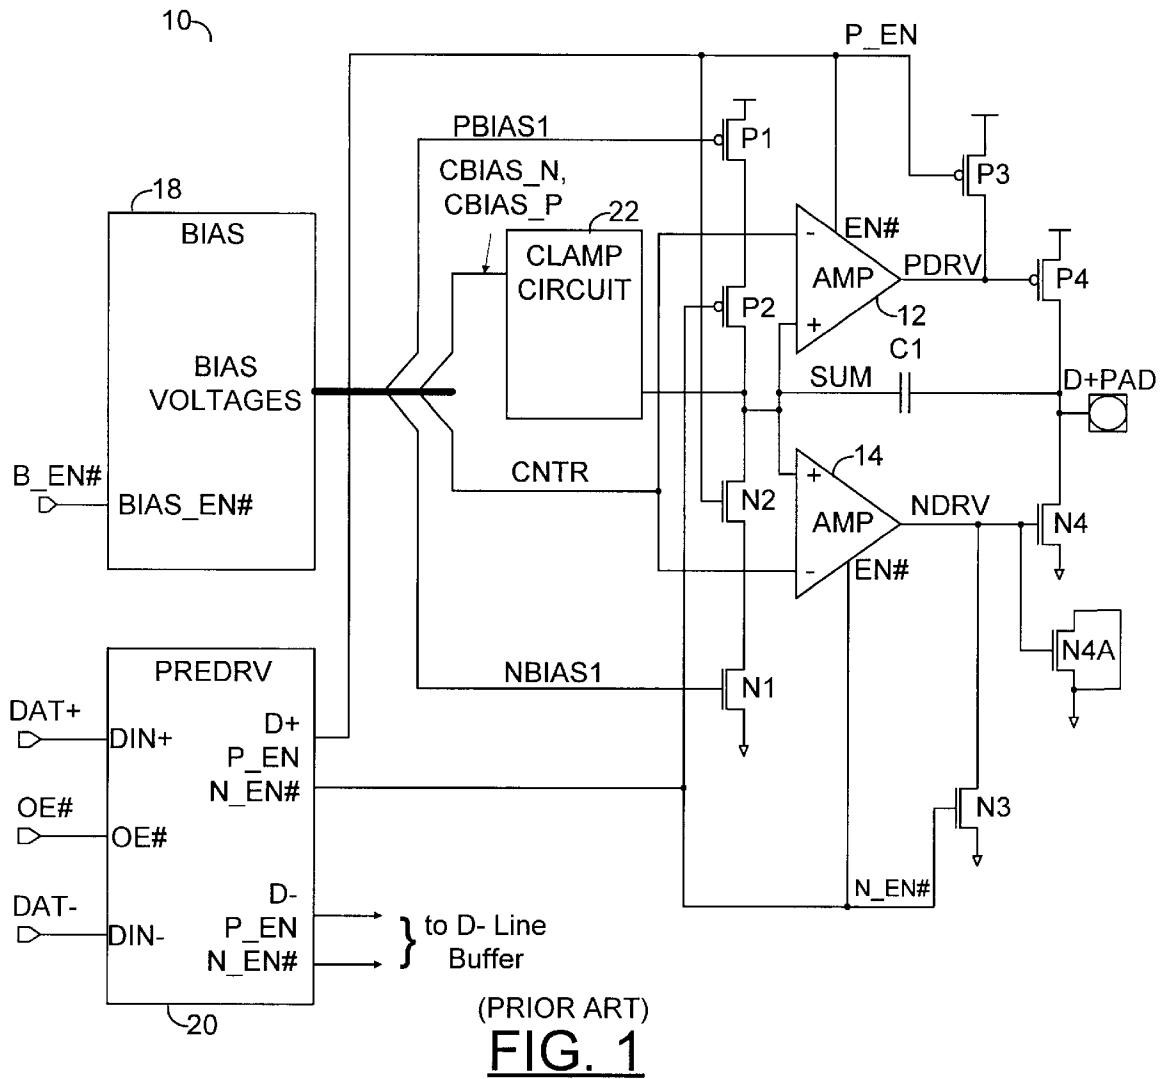 10
P_EN
PBIAS1
P1
CBIAS_N,
CBIAS_P
P3
18
BIAS
22
CLAMP
CIRCUIT
-
EN#
AMP
PDRV
P4
P2
12
+
C1
BIAS
VOLTAGES
SUM
D+PAD
B_EN#
BIAS_EN#
CNTR
14
+
N2
AMP
NDRV
N4
-
EN#
N4A
PREDRV
NBIAS1
N1
DAT+
DIN+
D+
P_EN
N_EN#
OE#
OE#
N3
N_EN#
DAT-
DIN-
D-
P_EN
N_EN#
} to D- Line
Buffer
20
(PRIOR ART)
FIG. 1